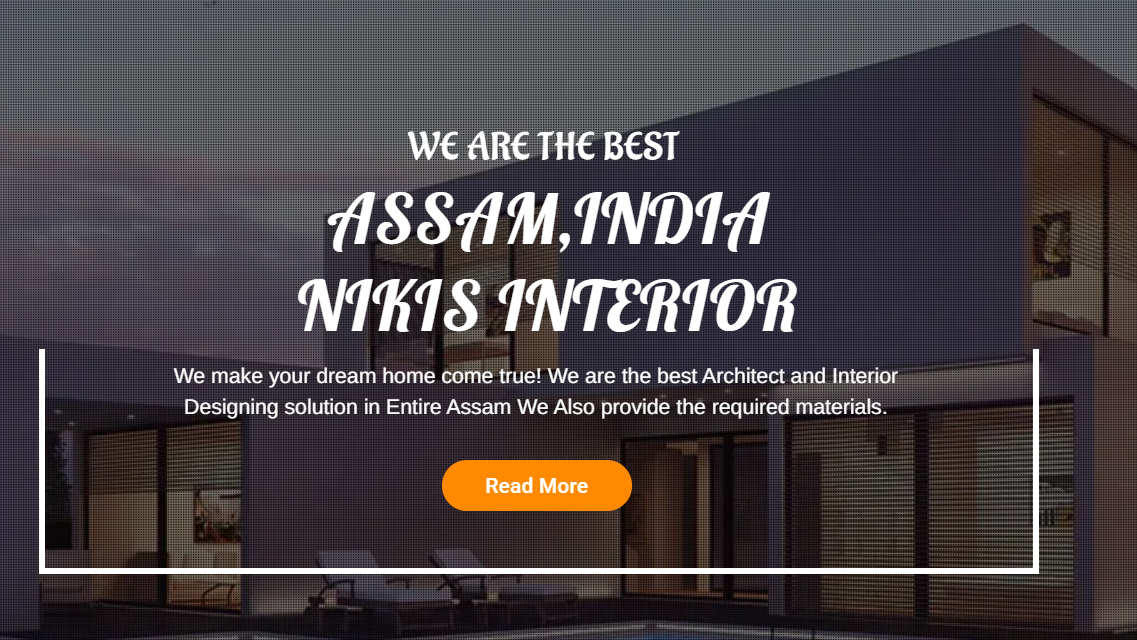 WE ARE THE BEST
ASSAM,INDIA
NIKIS INTERIOR
We make your dream home come true! We are the best Architect and Interior
Designing solution in Entire Assam We Also provide the required materials.
Read More